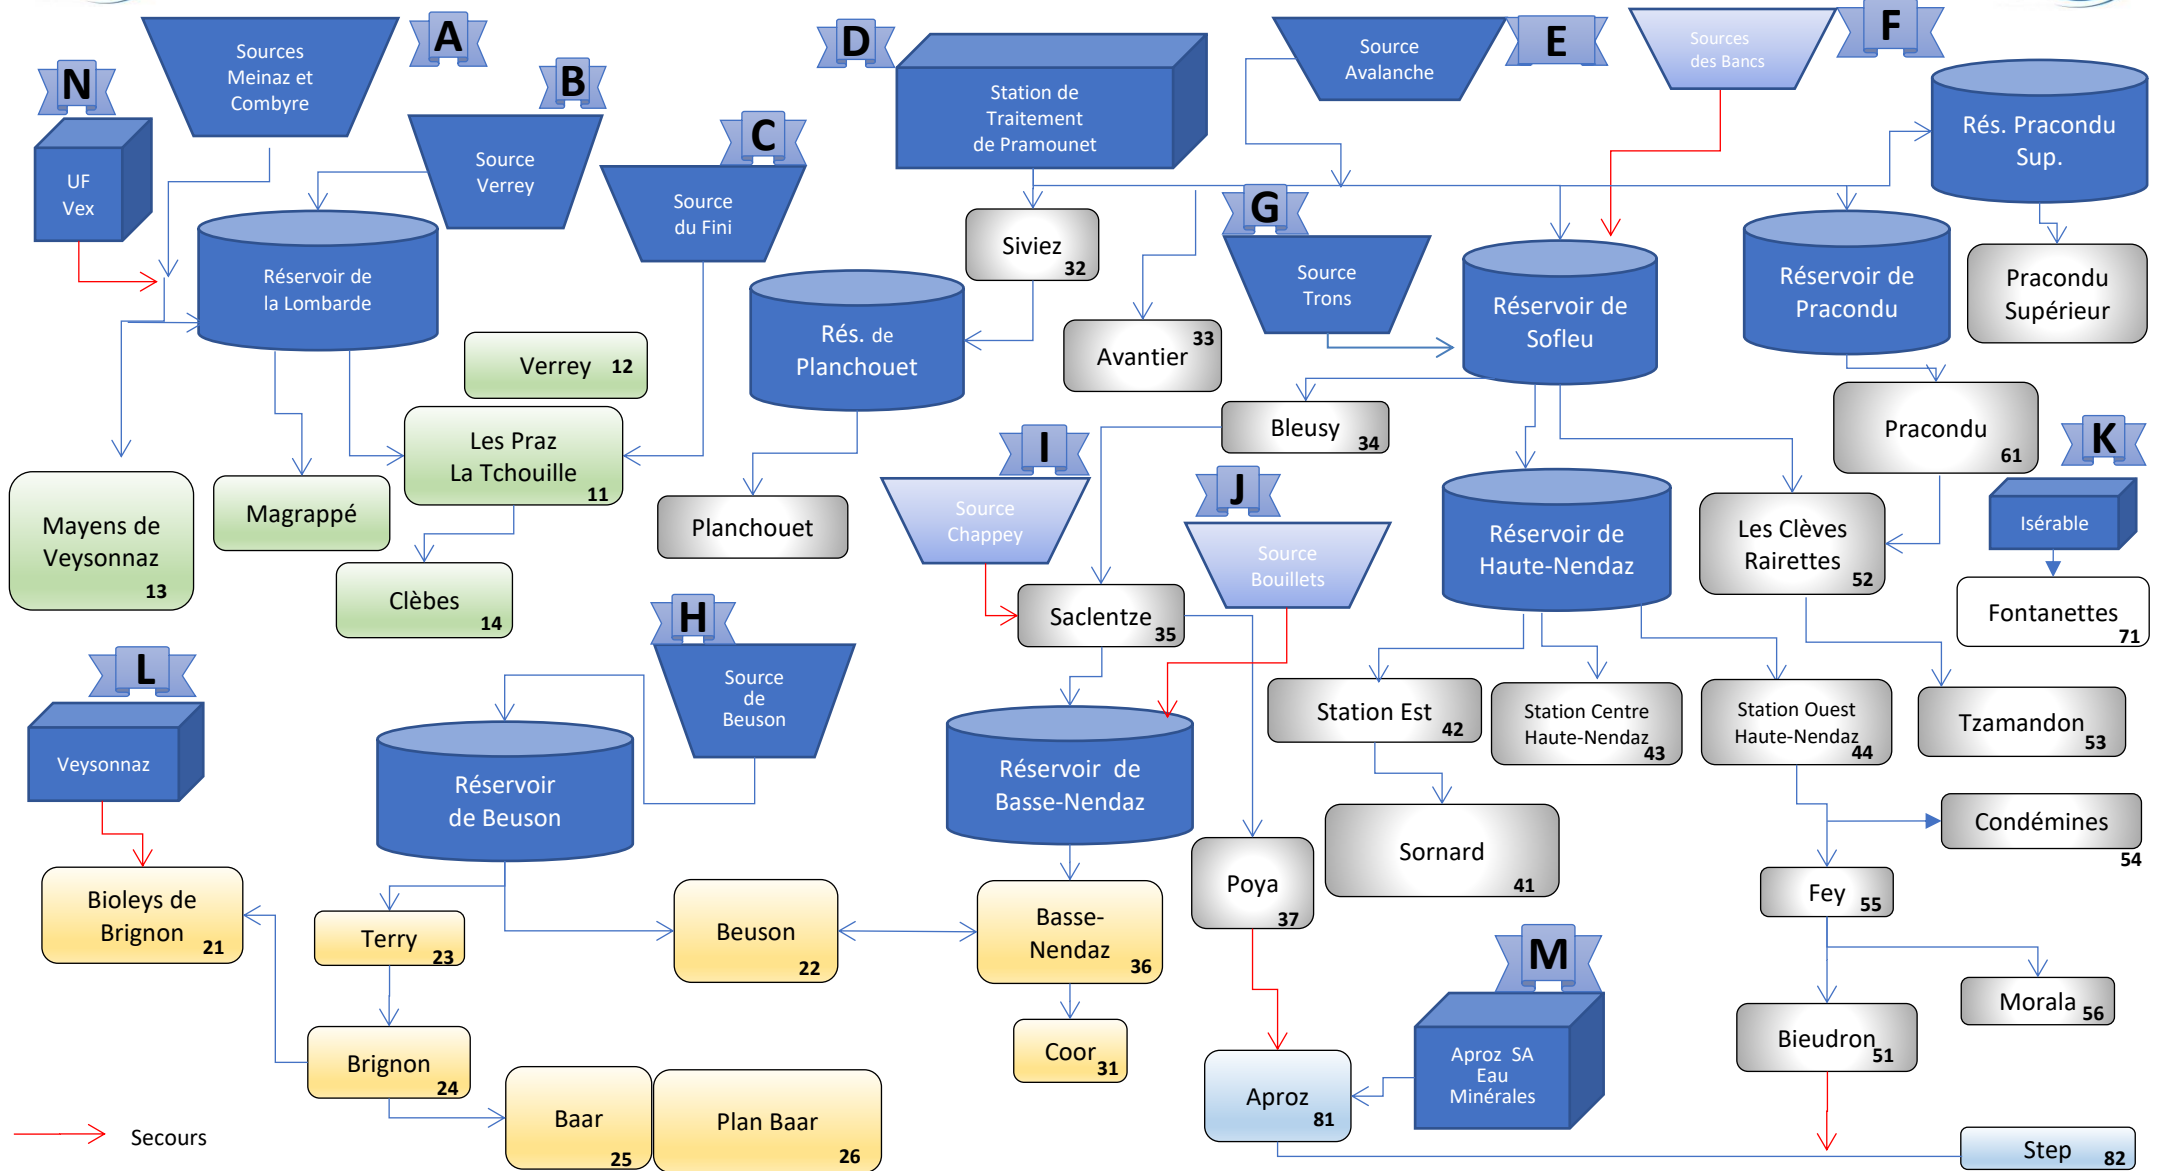 A
Sources
Meinaz et
Combyre
N
UF
Vex
B
Source
Verrey
C
Source
du Fini
D
Station de
Traitement
de Pramounet
E
Source
Avalanche
F
Sources
des Bancs
Rés. Pracondu
Sup.
G
Source
Trons
Siviez
32
Réservoir de
la Lombarde
Rés. de
Planchouet
Avantier
33
Réservoir de
Sofleu
Réservoir de
Pracondu
Pracondu
Supérieur
Verrey 12
Les Praz
La Tchouille
11
Bleusy
34
Pracondu
61
K
Isérable
Mayens de
Veysonnaz
13
Magrappé
Planchouet
I
Source
Chappey
J
Source
Bouillets
Réservoir de
Haute-Nendaz
Les Clèves
Rairettes
52
Clèbes
14
Fontanettes
71
Saclentze
35
H
Source
de
Beuson
L
Veysonnaz
Station Est
42
Station Centre
Haute-Nendaz
43
Station Ouest
Haute-Nendaz
44
Tzamandon
53
Réservoir
de Beuson
Réservoir de
Basse-Nendaz
Sornard
41
Condémines
54
Bioleys de
Brignon
21
Terry
23
Beuson
22
Basse-
Nendaz
36
Poya
37
Fey
55
M
Aproz SA
Eau
Minérales
Morala
56
Bieudron
51
Brignon
24
Coor
31
Aproz
81
Baar
25
Plan Baar
26
Step
82
Secours